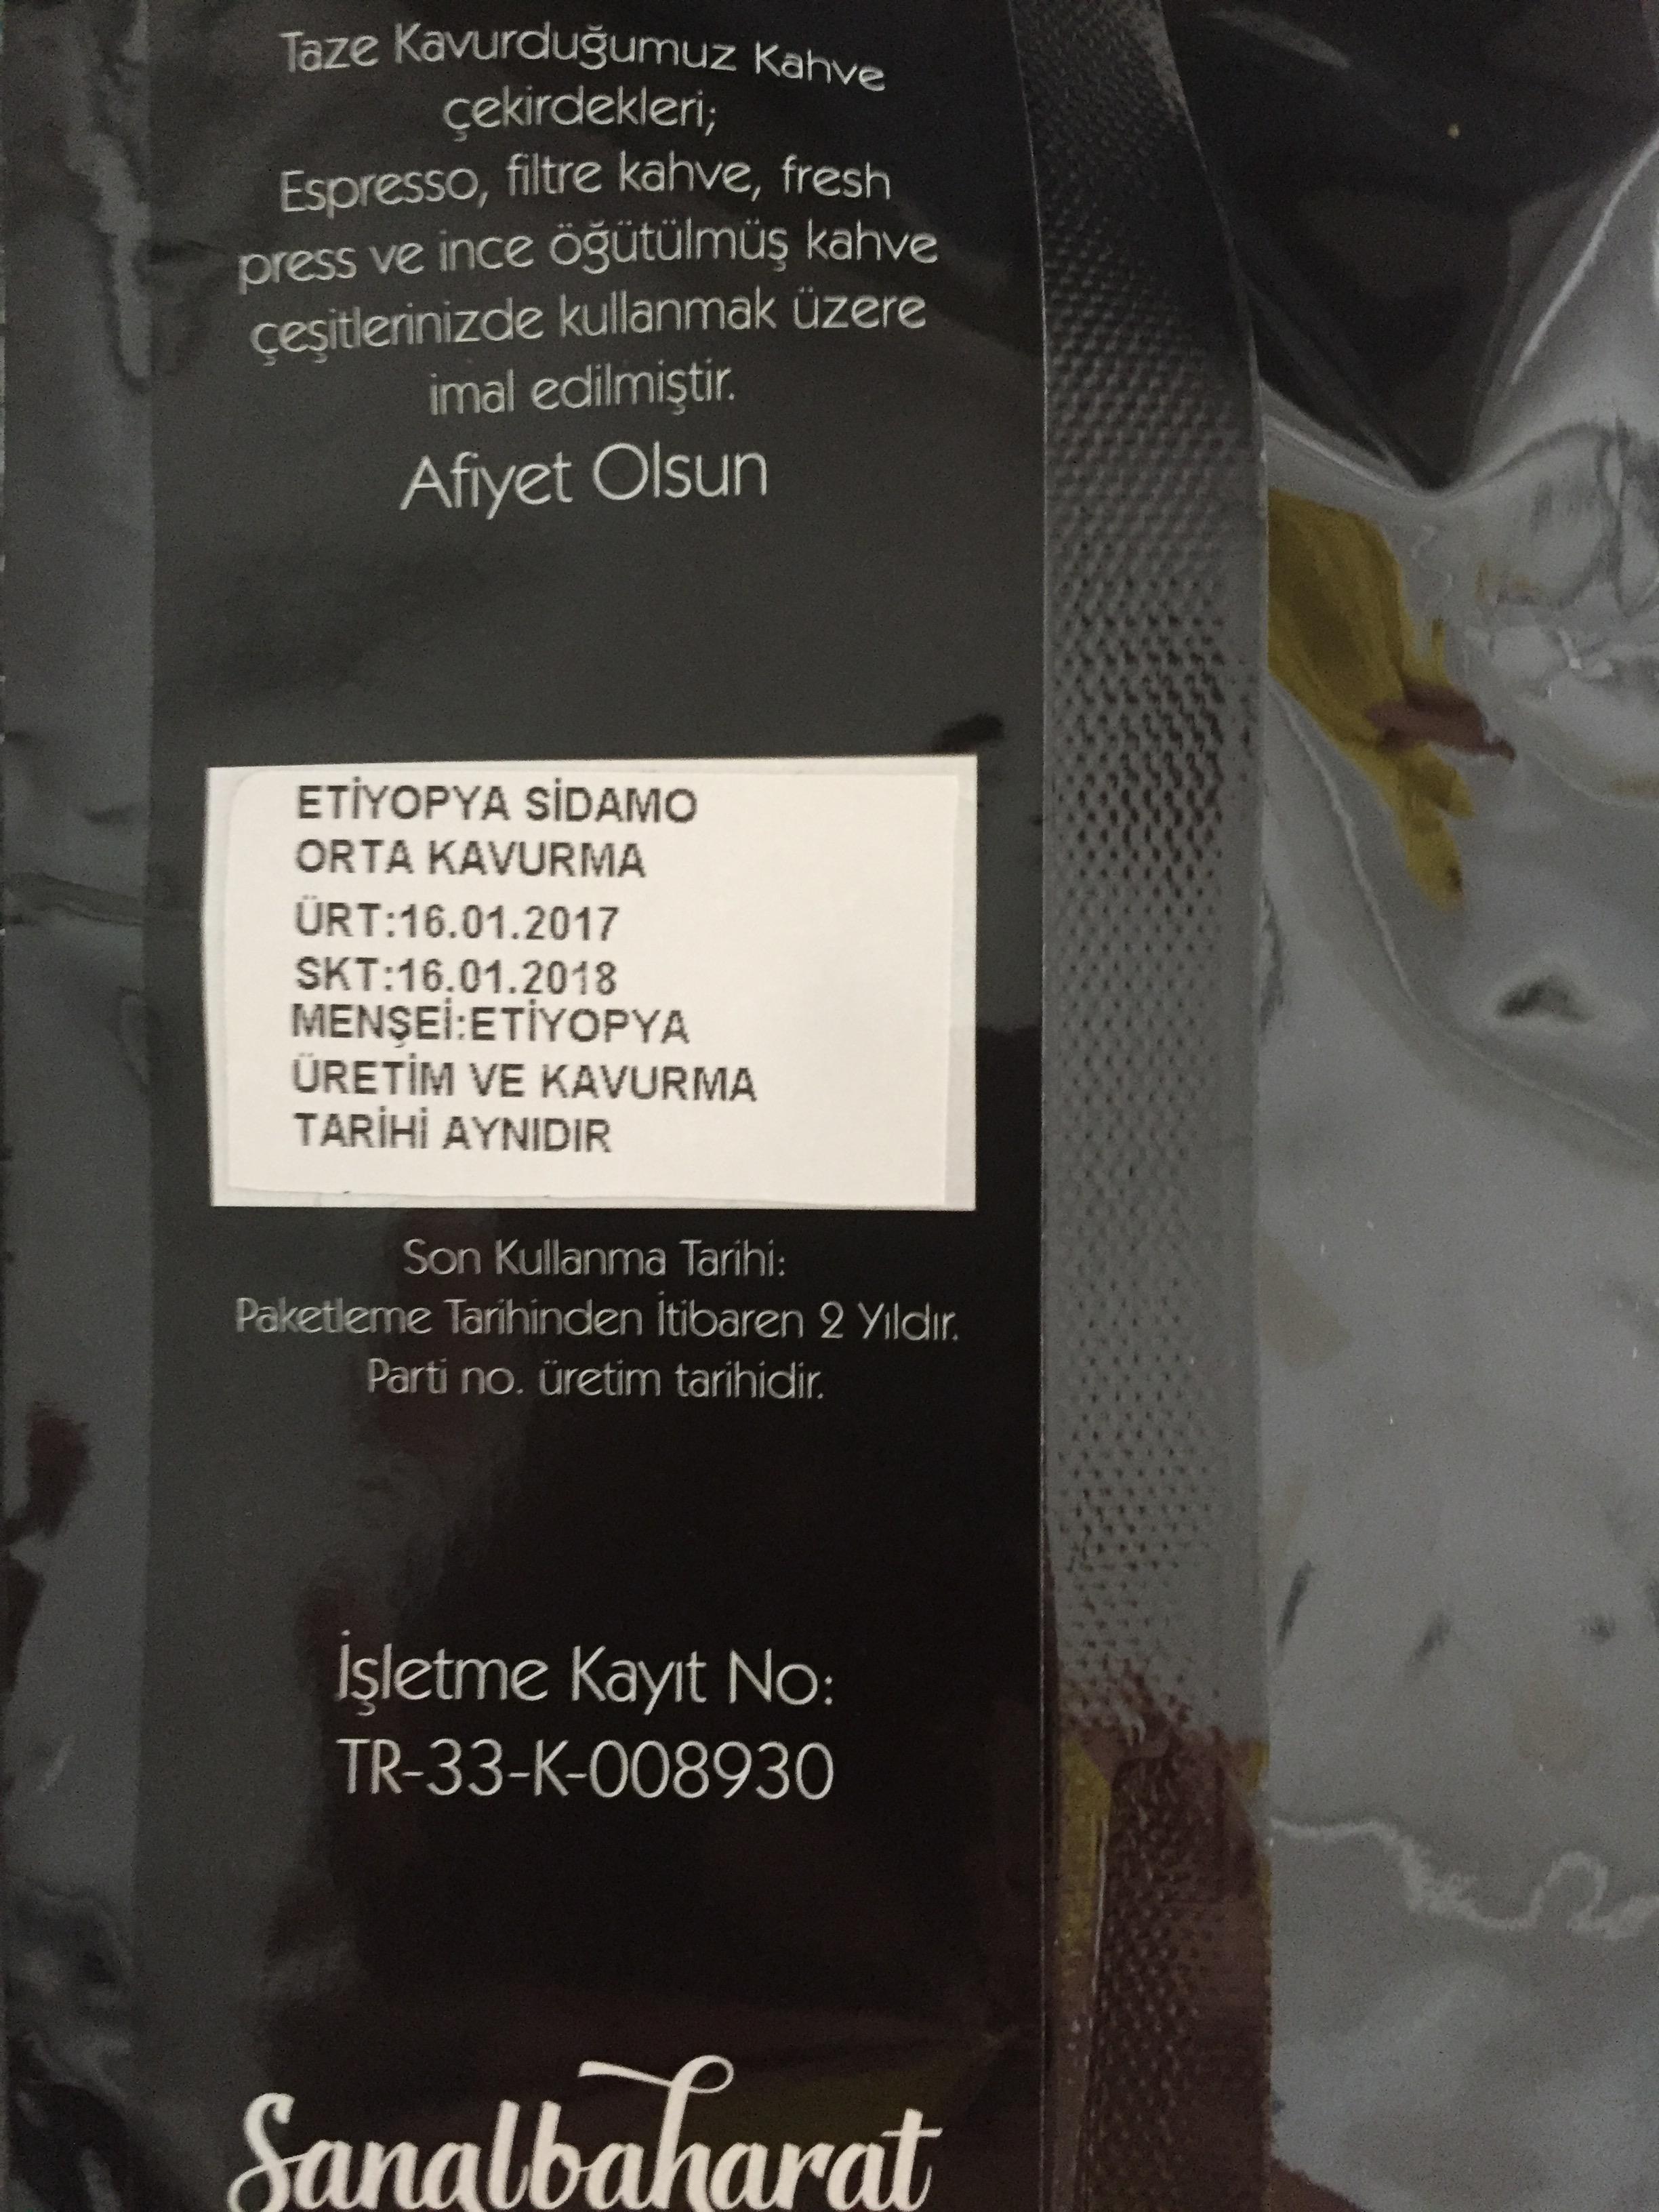 Taze Kavurduğumuz Kahve
çekirdekleri;
Espresso, filtre kahve, fresh
press ve ince öğütülmüş kahve
çeşitlerinizde kullanmak üzere
imal edilmiştir.
Afiyet Olsun
ETİYOPYA SİDAMO
ORTA KAVURMA
ÜRT:16.01.2017
SKT:16.01.2018
MENŞEİ:ETİYOPYA
ÜRETİM VE KAVURMA
TARİHİ AYNIDIR
Son Kullanma Tarihi:
Paketleme Tarihinden İtibaren 2 Yıldır.
Parti no. üretim tarihidir.
İşletme Kayıt No:
TR-33-K-008930
Sanalbaharat